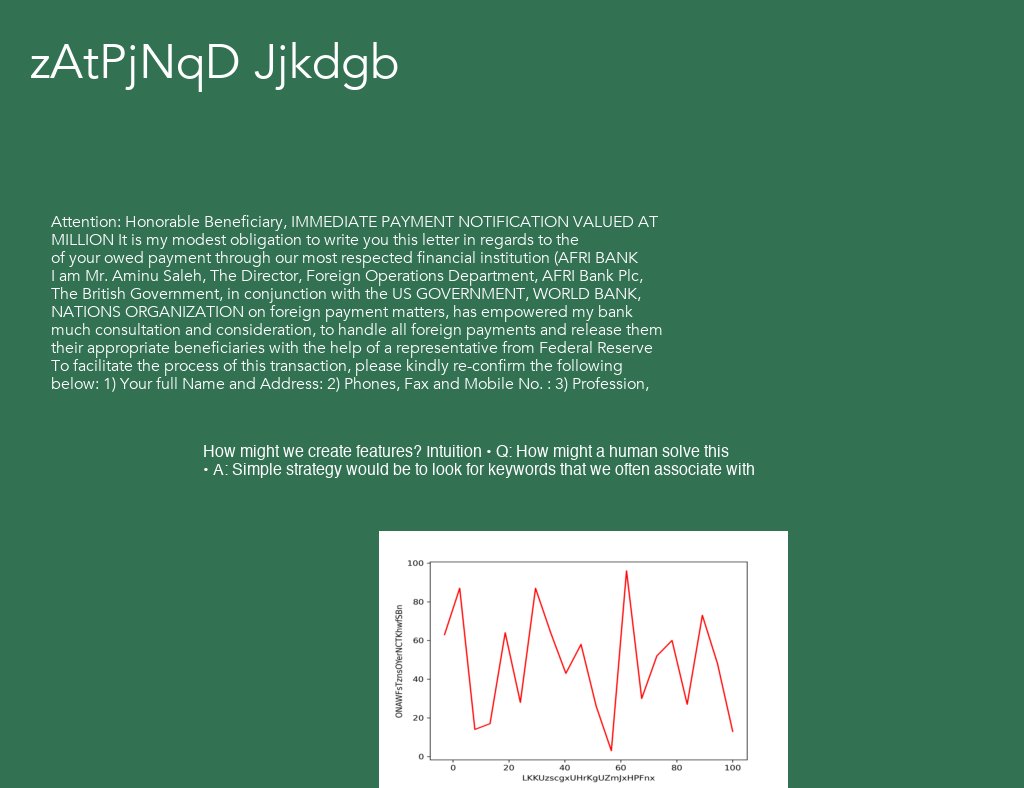 zAtPjNqD Jjkdgb
Attention: Honorable Beneficiary, IMMEDIATE PAYMENT NOTIFICATION VALUED AT
MILLION It is my modest obligation to write you this letter in regards to the
of your owed payment through our most respected financial institution (AFRI BANK
I am Mr. Aminu Saleh, The Director, Foreign Operations Department, AFRI Bank Plc,
The British Government, in conjunction with the US GOVERNMENT, WORLD BANK,
NATIONS ORGANIZATION on foreign payment matters, has empowered my bank
much consultation and consideration, to handle all foreign payments and release them
their appropriate beneficiaries with the help of a representative from Federal Reserve
To facilitate the process of this transaction, please kindly re-confirm the following
below: 1) Your full Name and Address: 2) Phones, Fax and Mobile No. : 3) Profession,
How might we create features? Intuition • Q: How might a human solve this
• A: Simple strategy would be to look for keywords that we often associate with
100
80
60
40
20
0
ONAWFsTznsOYerNCTKhwfSBn
0 20 40 60 80 100
LKKUzscgxUHrKgUZmJxHPFnx